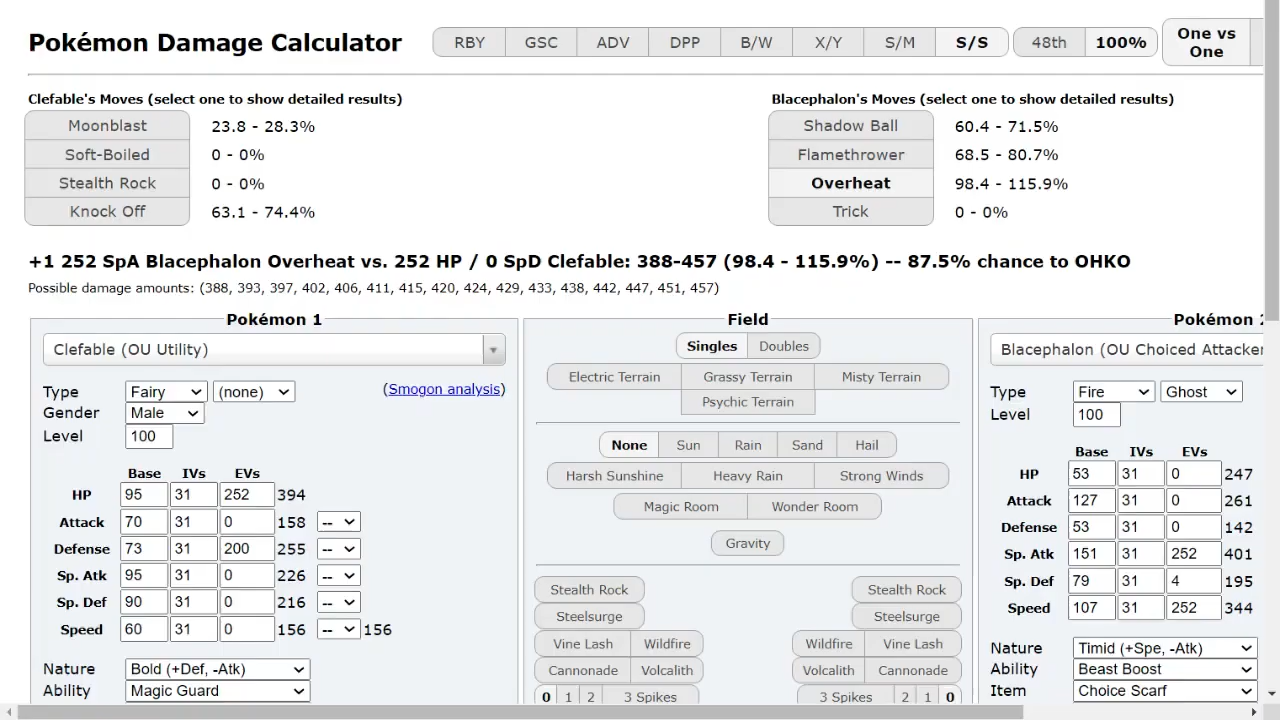 Pokémon Damage Calculator
RBY GSC ADV DPP B/W X/Y S/M S/S 48th 100% One vs One
Clefable's Moves (select one to show detailed results)
Moonblast 23.8 - 28.3%
Soft-Boiled 0 - 0%
Stealth Rock 0 - 0%
Knock Off 63.1 - 74.4%
Blacephalon's Moves (select one to show detailed results)
Shadow Ball 60.4 - 71.5%
Flamethrower 68.5 - 80.7%
Overheat 98.4 - 115.9%
Trick 0 - 0%
+1 252 SpA Blacephalon Overheat vs. 252 HP / 0 SpD Clefable: 388-457 (98.4 - 115.9%) -- 87.5% chance to OHKO
Possible damage amounts: (388, 393, 397, 402, 406, 411, 415, 420, 424, 429, 433, 438, 442, 447, 451, 457)
Pokémon 1
Clefable (OU Utility)
Type Fairy (none) (Smogon analysis)
Gender Male
Level 100
Base IVs EVs
HP 95 31 252 394
Attack 70 31 0 158 --
Defense 73 31 200 255 --
Sp. Atk 95 31 0 226 --
Sp. Def 90 31 0 216 --
Speed 60 31 0 156 -- 156
Nature Bold (+Def, -Atk)
Ability Magic Guard
Field
Singles Doubles
Electric Terrain Grassy Terrain Misty Terrain
Psychic Terrain
None Sun Rain Sand Hail
Harsh Sunshine Heavy Rain Strong Winds
Magic Room Wonder Room
Gravity
Stealth Rock Stealth Rock
Steelsurge Steelsurge
Vine Lash Wildfire Wildfire Vine Lash
Cannonade Volcalith Volcalith Cannonade
0 1 2 3 Spikes 3 Spikes 2 1 0
Pokémon 2
Blacephalon (OU Choiced Attacker
Type Fire Ghost
Level 100
Base IVs EVs
HP 53 31 0 247
Attack 127 31 0 261
Defense 53 31 0 142
Sp. Atk 151 31 252 401
Sp. Def 79 31 4 195
Speed 107 31 252 344
Nature Timid (+Spe, -Atk)
Ability Beast Boost
Item Choice Scarf